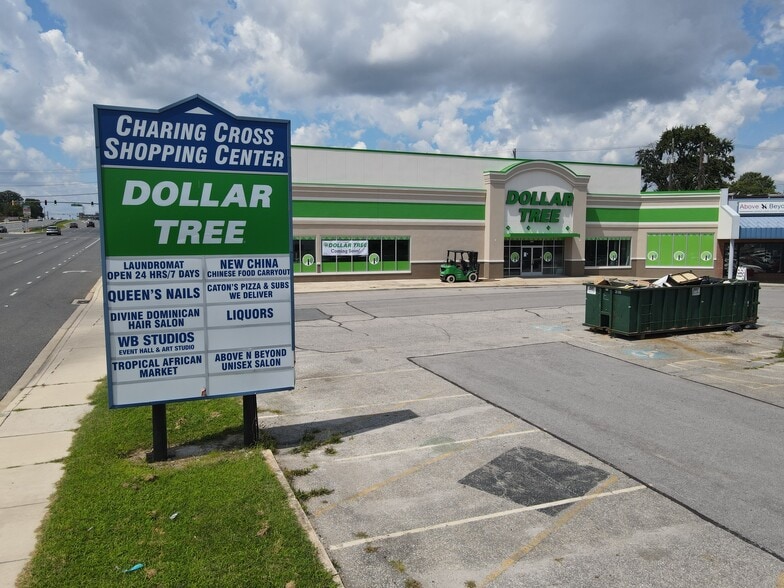 CHARING CROSS
SHOPPING CENTER
DOLLAR
TREE
LAUNDROMAT
OPEN 24 HRS/7 DAYS
QUEEN'S NAILS
DIVINE DOMINICAN
HAIR SALON
WB STUDIOS
EVENT HALL & ART STUDIO
TROPICAL AFRICAN
MARKET
NEW CHINA
CHINESE FOOD CARRYOUT
CATON'S PIZZA & SUBS
WE DELIVER
LIQUORS
ABOVE N BEYOND
UNISEX SALON
DOLLAR TREE
Coming Soon!
DOLLAR
TREE
Above N Beyon